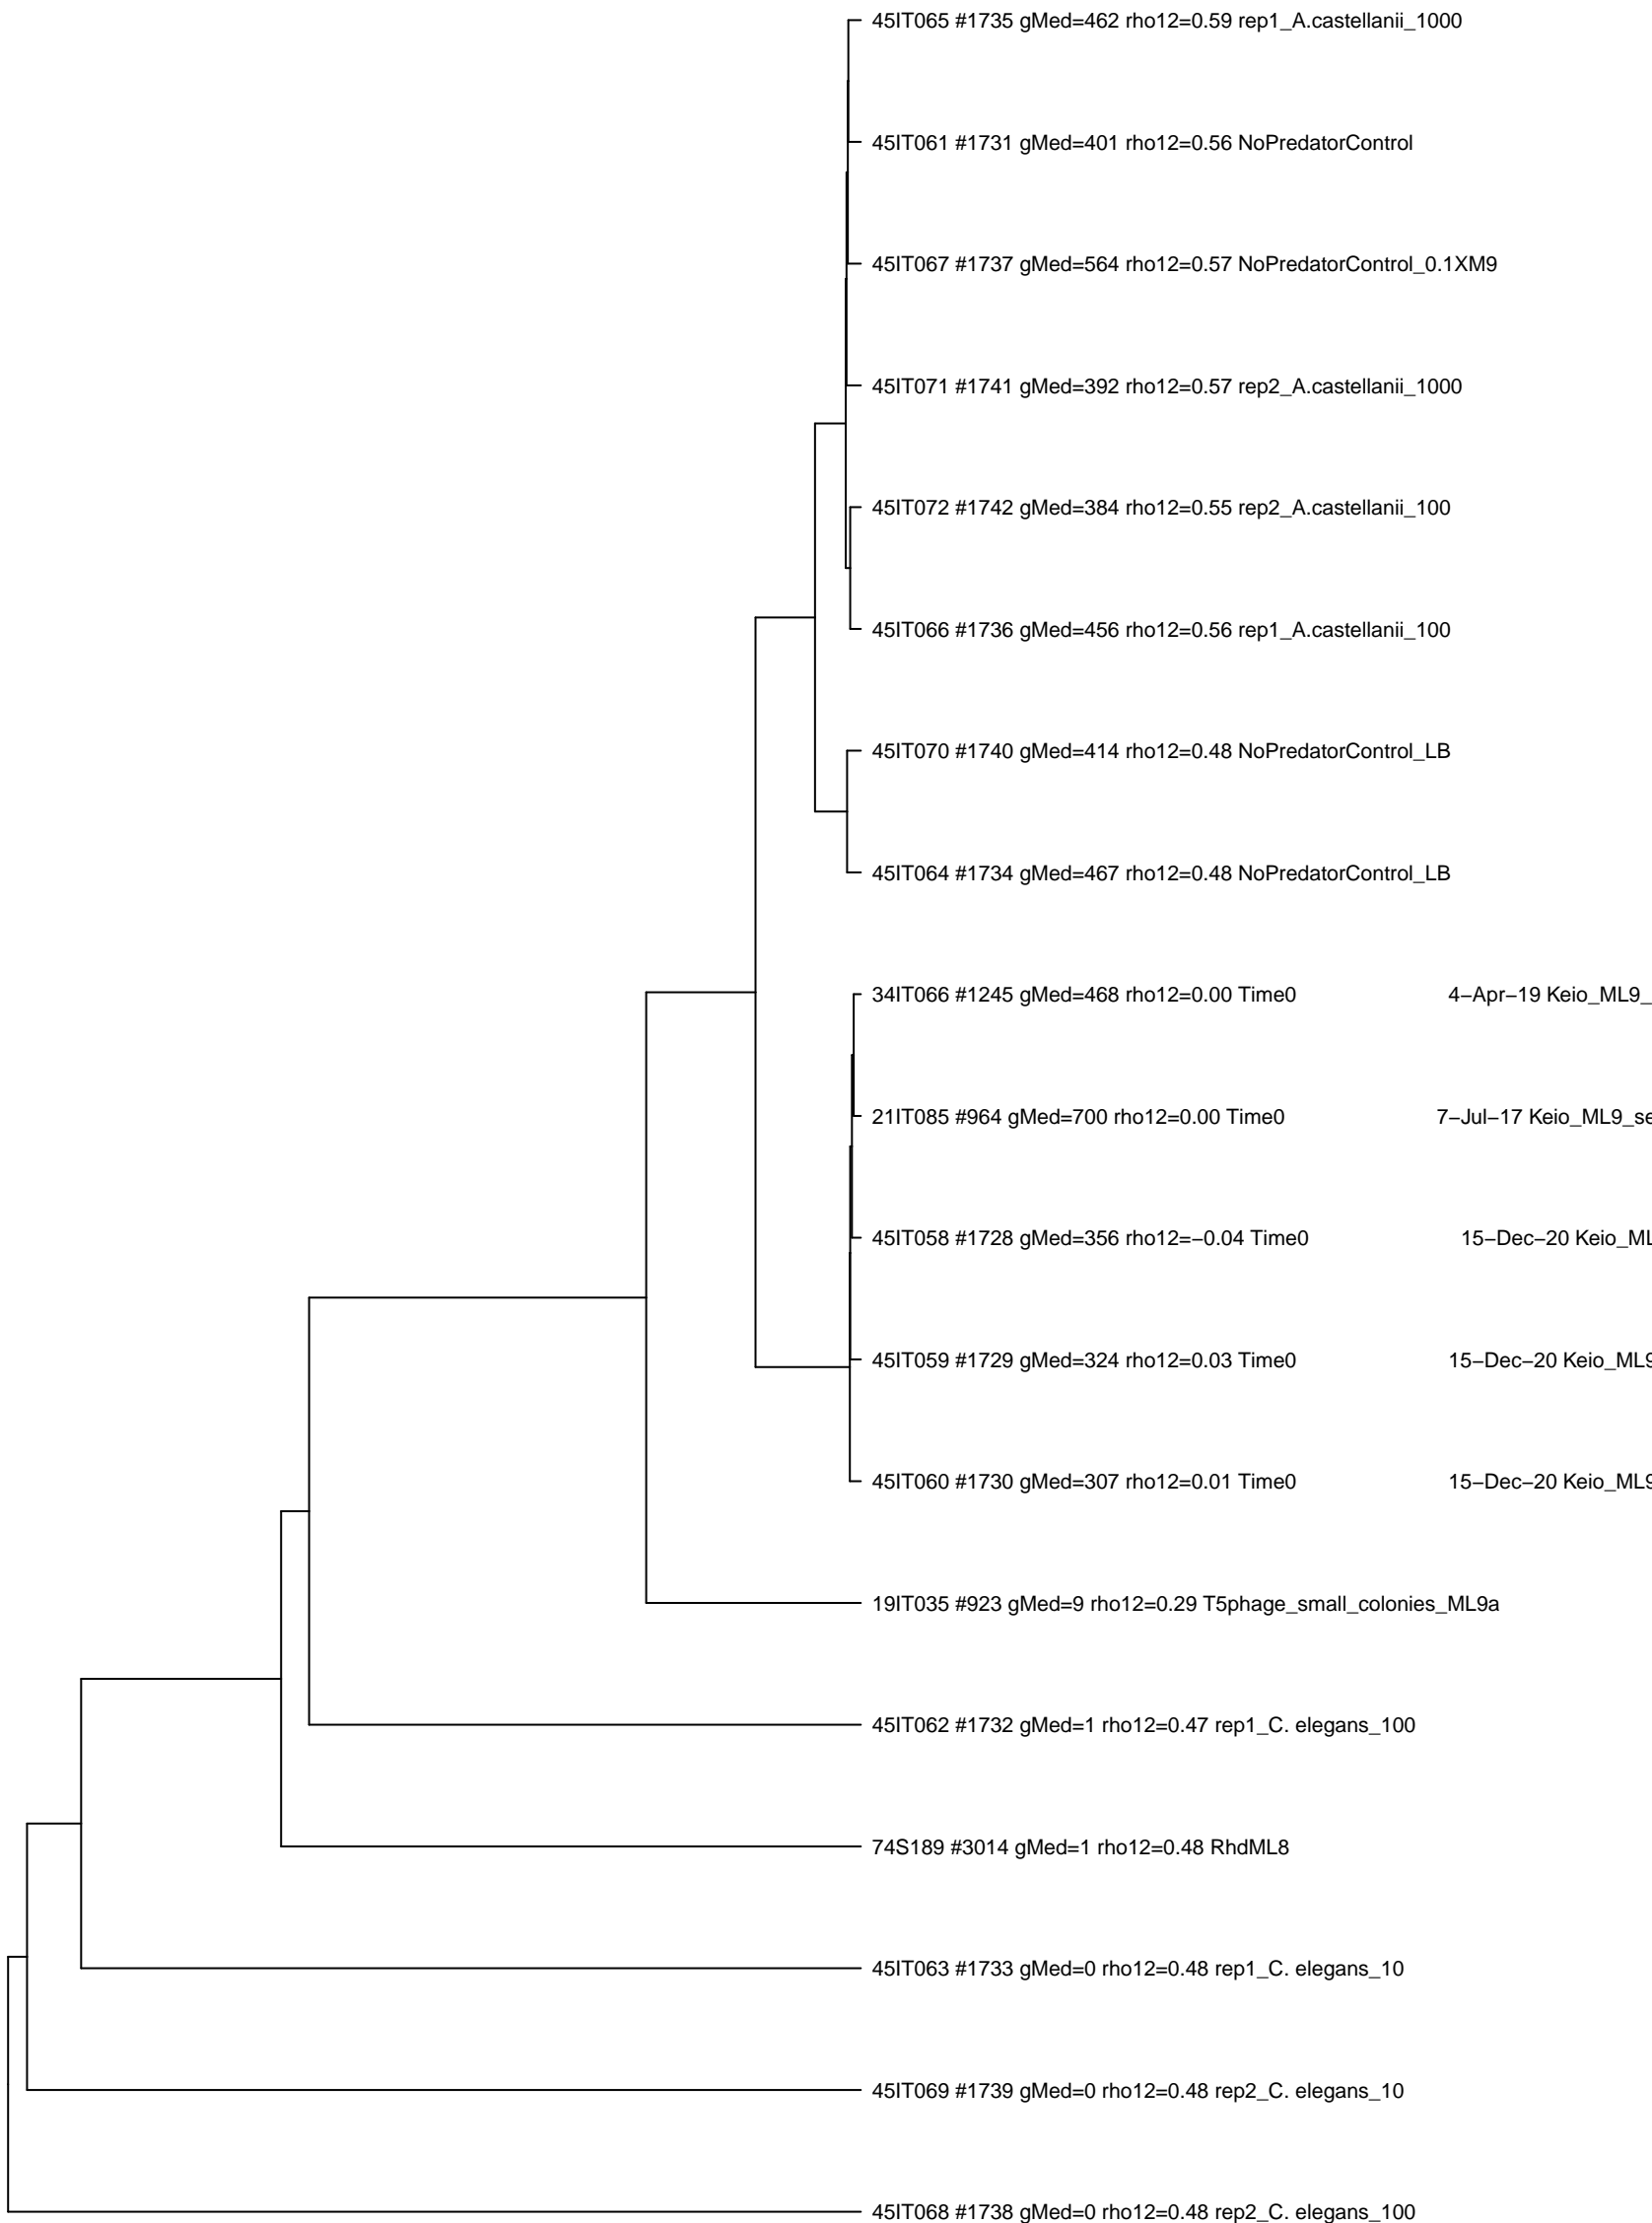 45IT065 #1735 gMed=462 rho12=0.59 rep1_A.castellanii_1000
45IT061 #1731 gMed=401 rho12=0.56 NoPredatorControl
45IT067 #1737 gMed=564 rho12=0.57 NoPredatorControl_0.1XM9
45IT071 #1741 gMed=392 rho12=0.57 rep2_A.castellanii_1000
45IT072 #1742 gMed=384 rho12=0.55 rep2_A.castellanii_100
45IT066 #1736 gMed=456 rho12=0.56 rep1_A.castellanii_100
45IT070 #1740 gMed=414 rho12=0.48 NoPredatorControl_LB
45IT064 #1734 gMed=467 rho12=0.48 NoPredatorControl_LB
34IT066 #1245 gMed=468 rho12=0.00 Time0 4−Apr−19 Keio_ML9_
21IT085 #964 gMed=700 rho12=0.00 Time0 7−Jul−17 Keio_ML9_se
45IT058 #1728 gMed=356 rho12=−0.04 Time0 15−Dec−20 Keio_ML
45IT059 #1729 gMed=324 rho12=0.03 Time0 15−Dec−20 Keio_ML9
45IT060 #1730 gMed=307 rho12=0.01 Time0 15−Dec−20 Keio_ML9
19IT035 #923 gMed=9 rho12=0.29 T5phage_small_colonies_ML9a
45IT062 #1732 gMed=1 rho12=0.47 rep1_C. elegans_100
74S189 #3014 gMed=1 rho12=0.48 RhdML8
45IT063 #1733 gMed=0 rho12=0.48 rep1_C. elegans_10
45IT069 #1739 gMed=0 rho12=0.48 rep2_C. elegans_10
45IT068 #1738 gMed=0 rho12=0.48 rep2_C. elegans_100